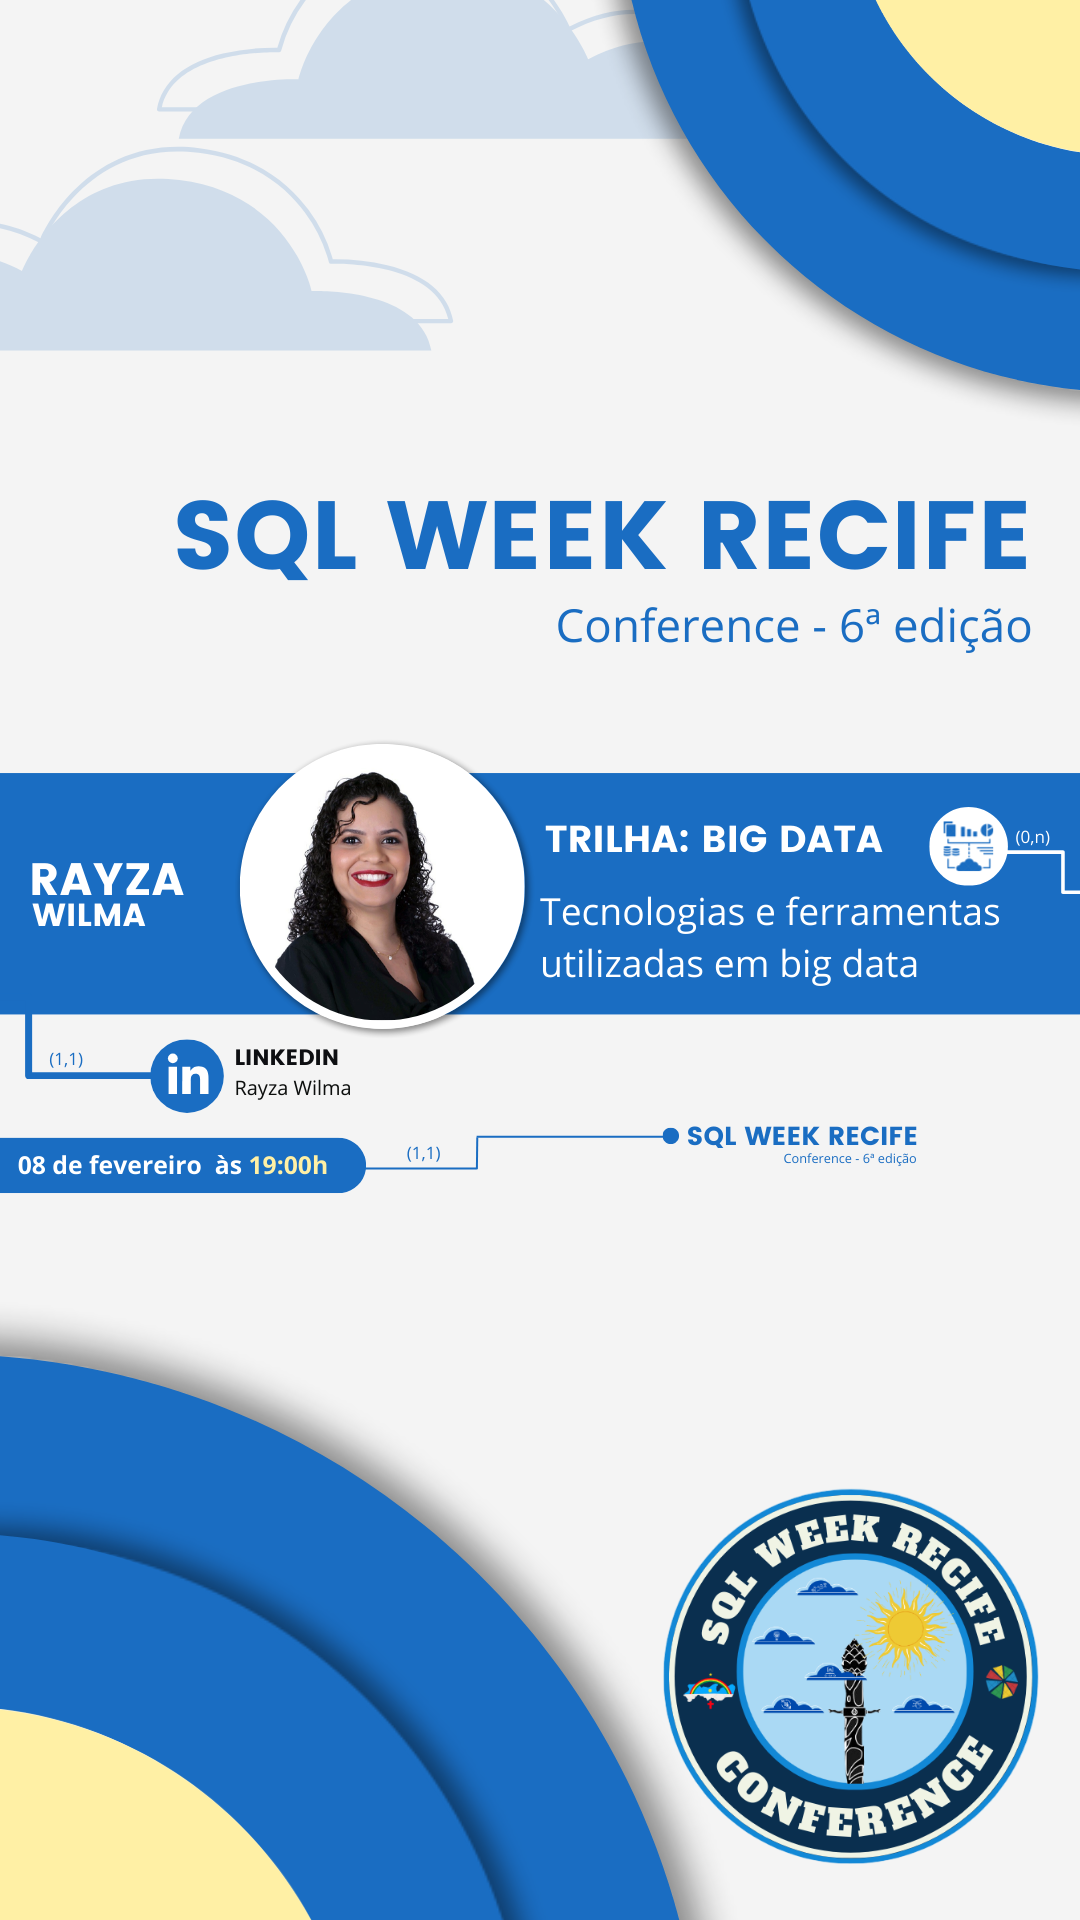 SQL WEEK RECIFE
Conference - 6ª edição
RAYZA
WILMA
TRILHA: BIG DATA
(0,n)
Tecnologias e ferramentas
utilizadas em big data
(1,1)
in
LINKEDIN
Rayza Wilma
08 de fevereiro às 19:00h
(1,1)
SQL WEEK RECIFE
Conference - 6ª edição
SQL WEEK RECIFE
CONFERENCE